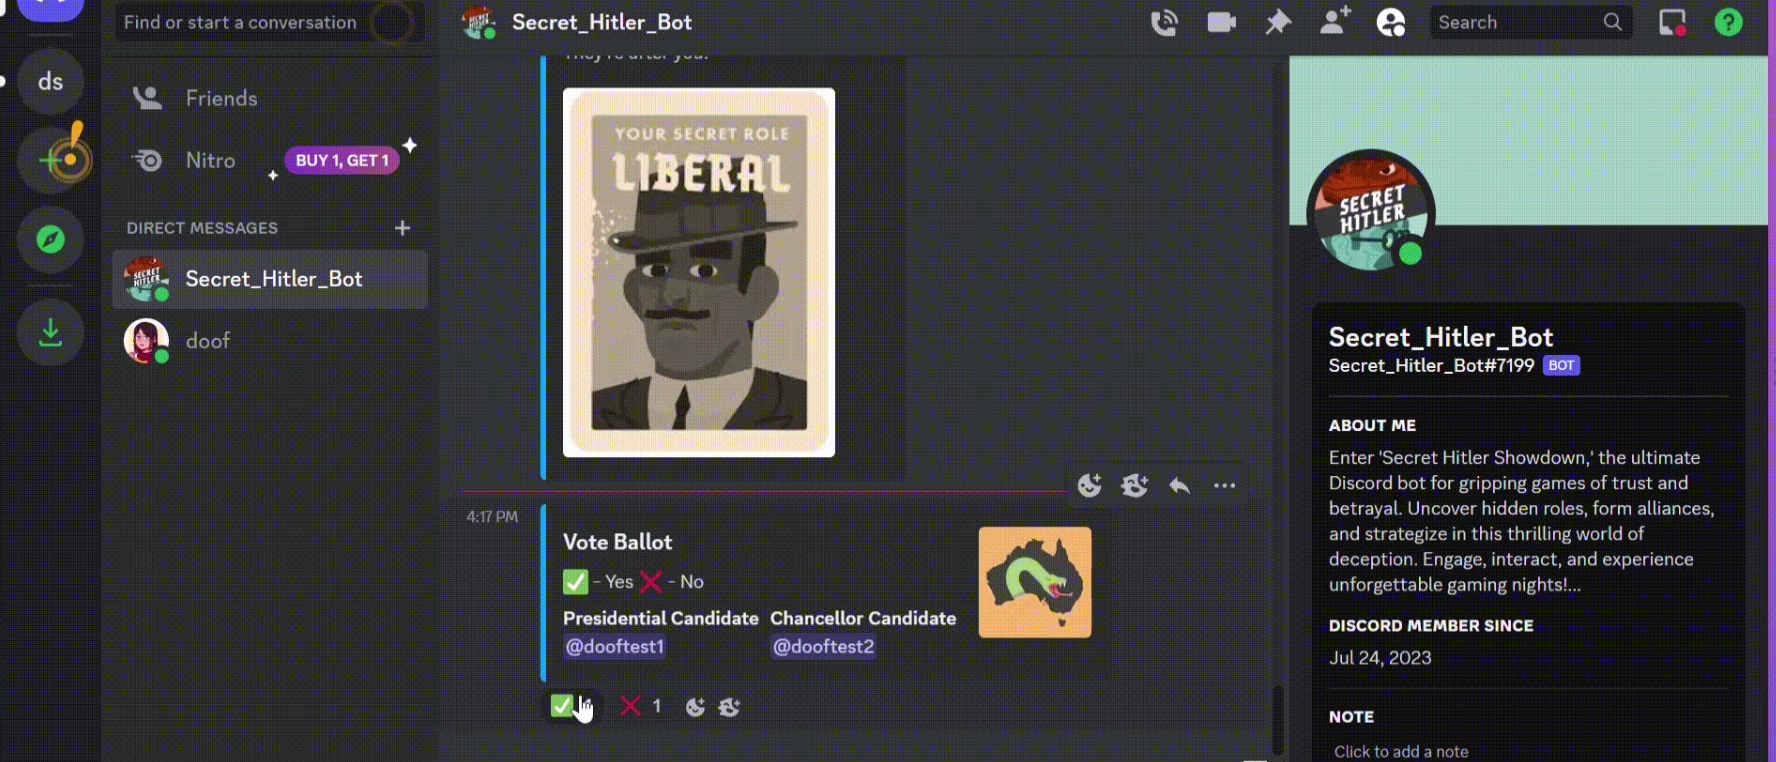 Find or start a conversation
Secret_Hitler_Bot
Search
ds
Friends
Nitro
BUY 1, GET 1
DIRECT MESSAGES
Secret_Hitler_Bot
doof
They're after you!
YOUR SECRET ROLE
LIBERAL
4:17 PM
Vote Ballot
✅ - Yes ❌ - No
Presidential Candidate Chancellor Candidate
@dooftest1 @dooftest2
1
SECRET
HITLER
Secret_Hitler_Bot
Secret_Hitler_Bot#7199 BOT
ABOUT ME
Enter 'Secret Hitler Showdown,' the ultimate
Discord bot for gripping games of trust and
betrayal. Uncover hidden roles, form alliances,
and strategize in this thrilling world of
deception. Engage, interact, and experience
unforgettable gaming nights!...
DISCORD MEMBER SINCE
Jul 24, 2023
NOTE
Click to add a note